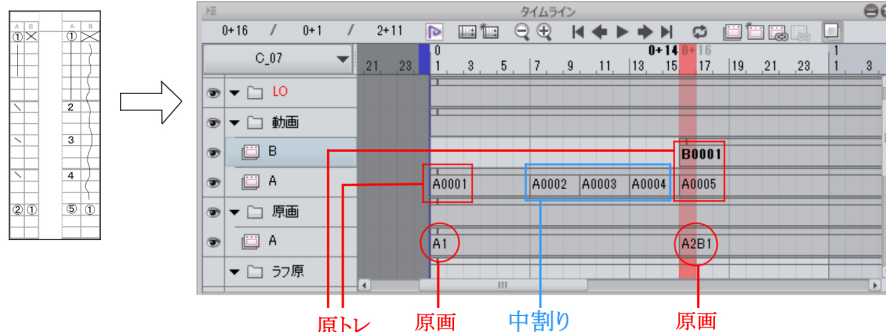 A B A B
① ①
2
3
4
② ① ⑤ ①
タイムライン
0+16 / 0+1 / 2+11
C_07
0 0+14 0+16 1
21 23 1 3 5 7 9 11 13 15 17 19 21 23 1 3
LO
動画
B B0001
A A0001 A0002 A0003 A0004 A0005
原画
A A1 A2B1
ラフ原
原トレ 原画 中割り 原画